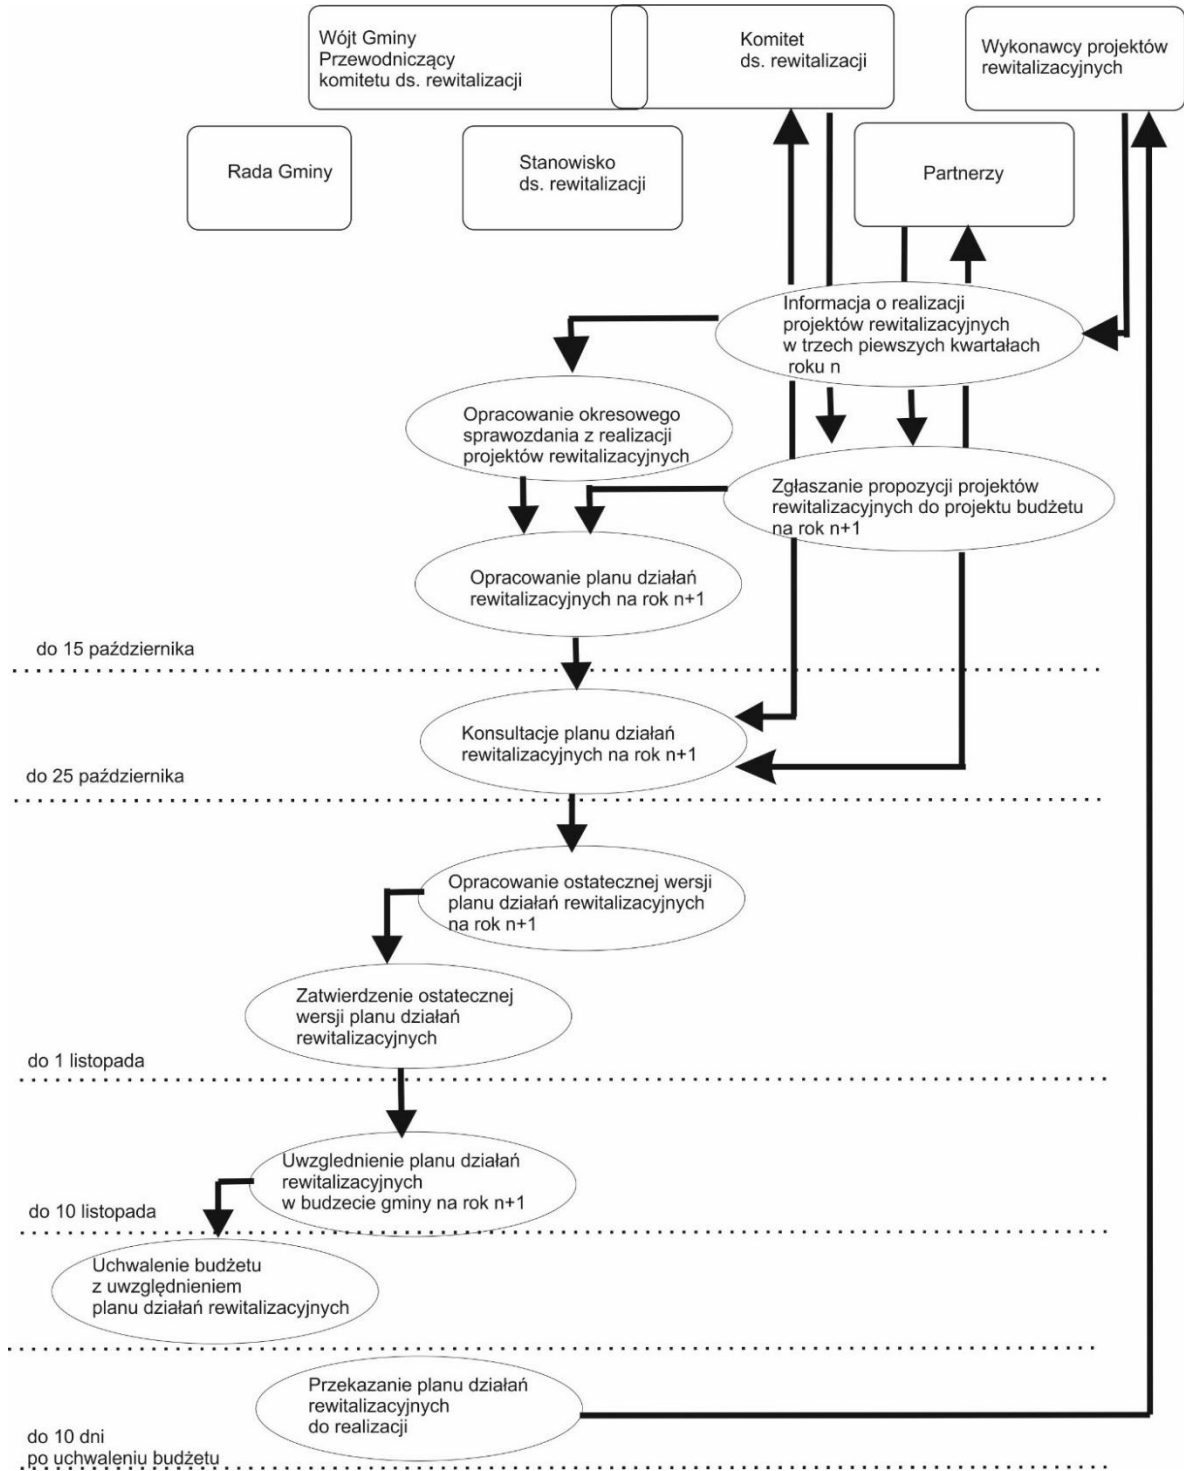 Wójt Gminy
Przewodniczący
komitetu ds. rewitalizacji
Komitet
ds. rewitalizacji
Wykonawcy projektów
rewitalizacyjnych
Rada Gminy
Stanowisko
ds. rewitalizacji
Partnerzy
Informacja o realizacji
projektów rewitalizacyjnych
w trzech piewszych kwartałach
roku n
Opracowanie okresowego
sprawozdania z realizacji
projektów rewitalizacyjnych
Zgłaszanie propozycji projektów
rewitalizacyjnych do projektu budżetu
na rok n+1
Opracowanie planu działań
rewitalizacyjnych na rok n+1
do 15 października
Konsultacje planu działań
rewitalizacyjnych na rok n+1
do 25 października
Opracowanie ostatecznej wersji
planu działań rewitalizacyjnych
na rok n+1
Zatwierdzenie ostatecznej
wersji planu działań
rewitalizacyjnych
do 1 listopada
Uwzglednienie planu działań
rewitalizacyjnych
w budzecie gminy na rok n+1
do 10 listopada
Uchwalenie budżetu
z uwzględnieniem
planu działań rewitalizacyjnych
Przekazanie planu działań
rewitalizacyjnych
do realizacji
do 10 dni
po uchwaleniu budżetu